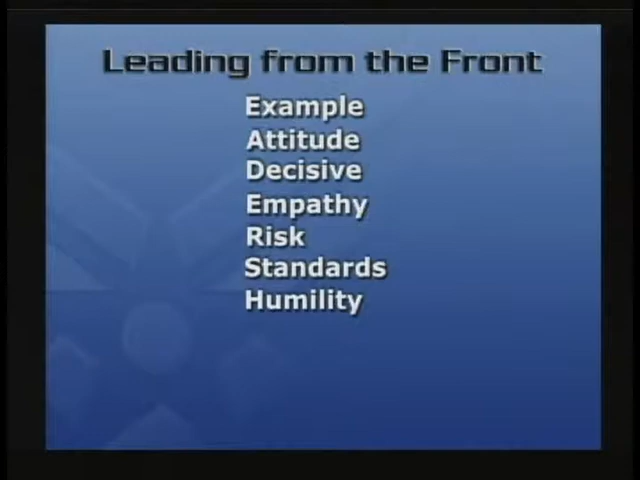 Leading from the Front
Example
Attitude
Decisive
Empathy
Risk
Standards
Humility